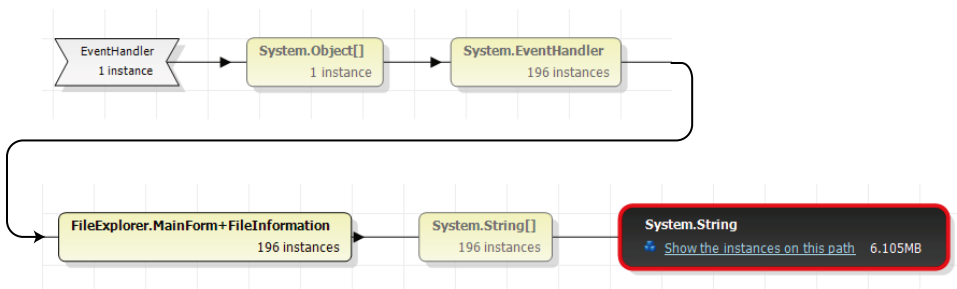 EventHandler
1 instance
System.Object[]
1 instance
System.EventHandler
196 instances
FileExplorer.MainForm+FileInformation
196 instances
System.String[]
196 instances
System.String
Show the instances on this path 6.105MB